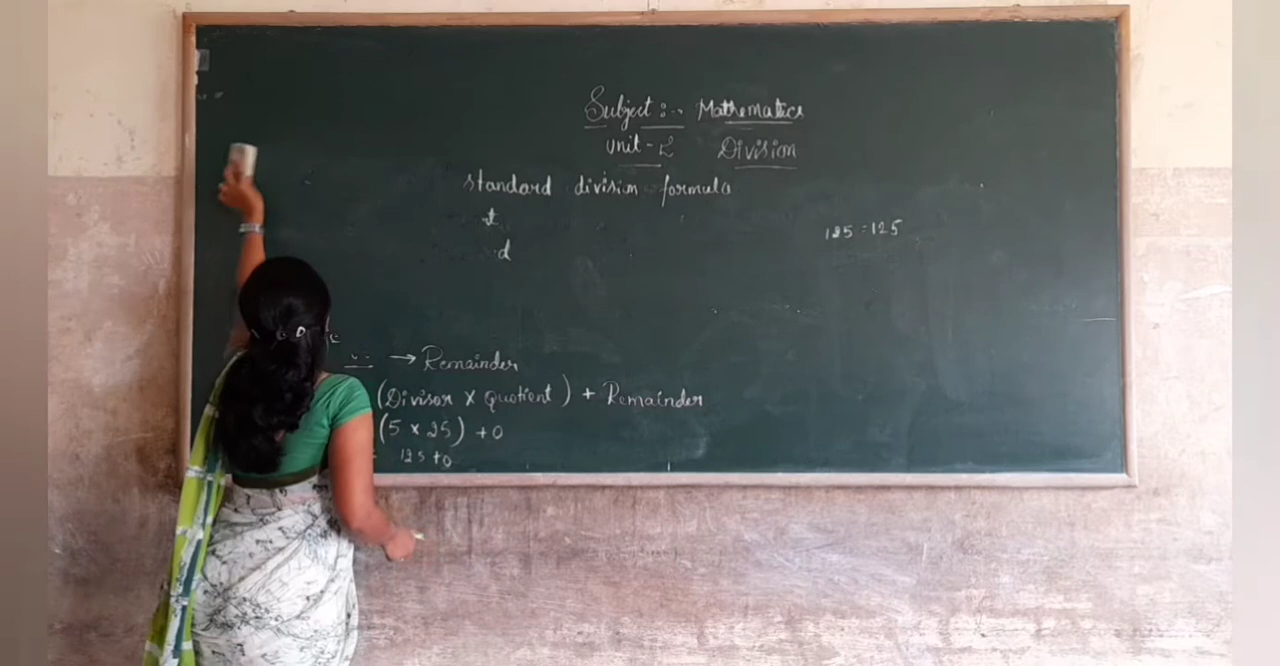 Subject :- Mathematics
Unit - 2 Division
standard division formula
t
d
125 = 125
→ Remainder
(Divisor X quotient) + Remainder
(5 × 25) + 0
125 + 0